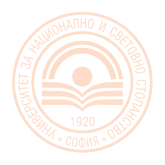 УНИВЕРСИТЕТ ЗА НАЦИОНАЛНО И СВЕТОВНО СТОПАНСТВО
1920
• СОФИЯ •